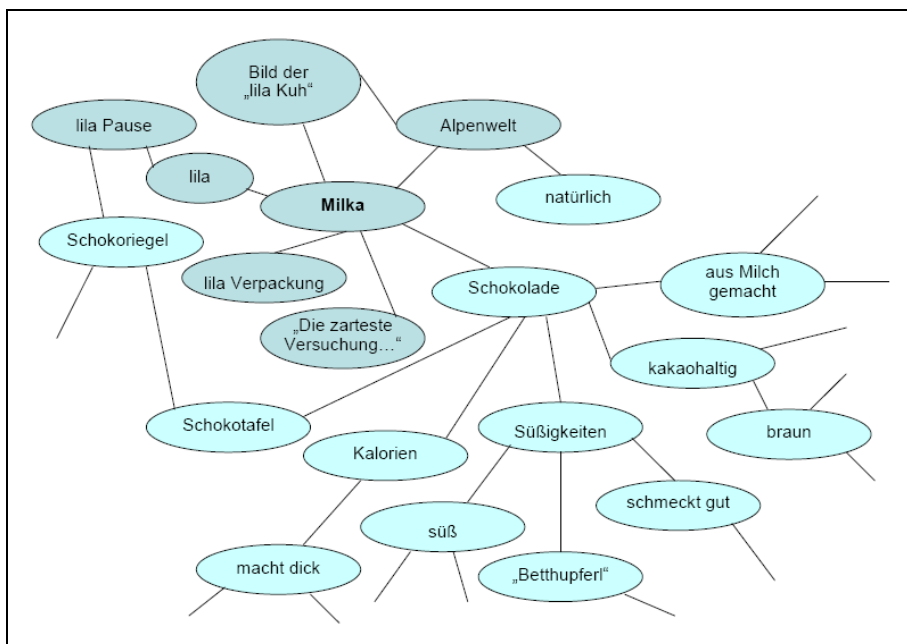 Bild der
„lila Kuh“
lila Pause
Alpenwelt
lila
natürlich
Milka
Schokoriegel
aus Milch
gemacht
lila Verpackung
Schokolade
„Die zarteste
Versuchung...“
kakaohaltig
Schokotafel
Süßigkeiten
braun
Kalorien
schmeckt gut
süß
macht dick
„Betthupferl“